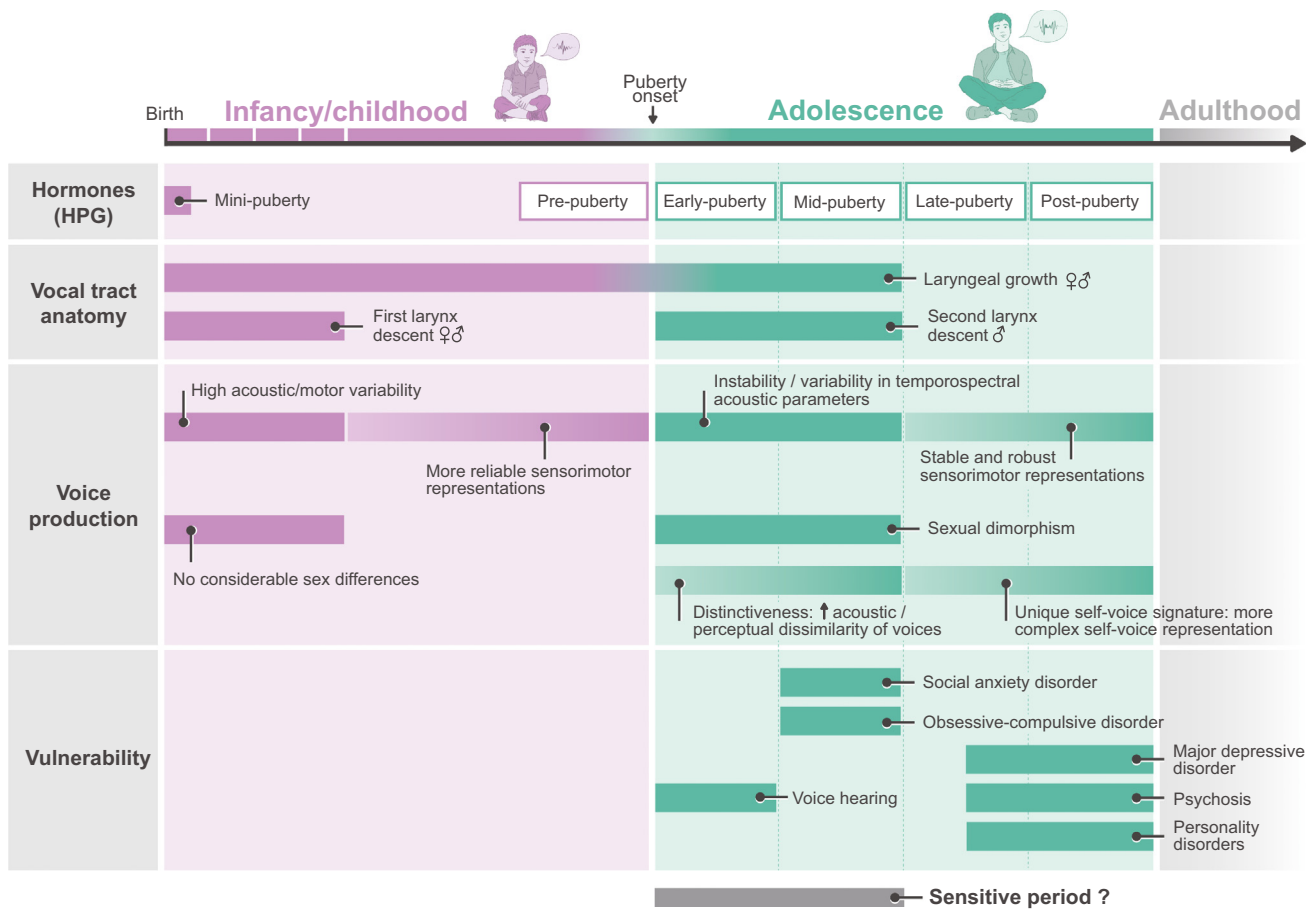 Birth
Infancy/childhood
Puberty
onset
Adolescence
Adulthood
Hormones
(HPG)
Mini-puberty
Pre-puberty
Early-puberty
Mid-puberty
Late-puberty
Post-puberty
Vocal tract
anatomy
Laryngeal growth ♀♂
First larynx
descent ♀♂
Second larynx
descent ♂
Voice
production
High acoustic/motor variability
Instability / variability in temporospectral
acoustic parameters
More reliable sensorimotor
representations
Stable and robust
sensorimotor representations
Sexual dimorphism
No considerable sex differences
Distinctiveness: ↑ acoustic /
perceptual dissimilarity of voices
Unique self-voice signature: more
complex self-voice representation
Vulnerability
Social anxiety disorder
Obsessive-compulsive disorder
Major depressive
disorder
Voice hearing
Psychosis
Personality
disorders
Sensitive period ?